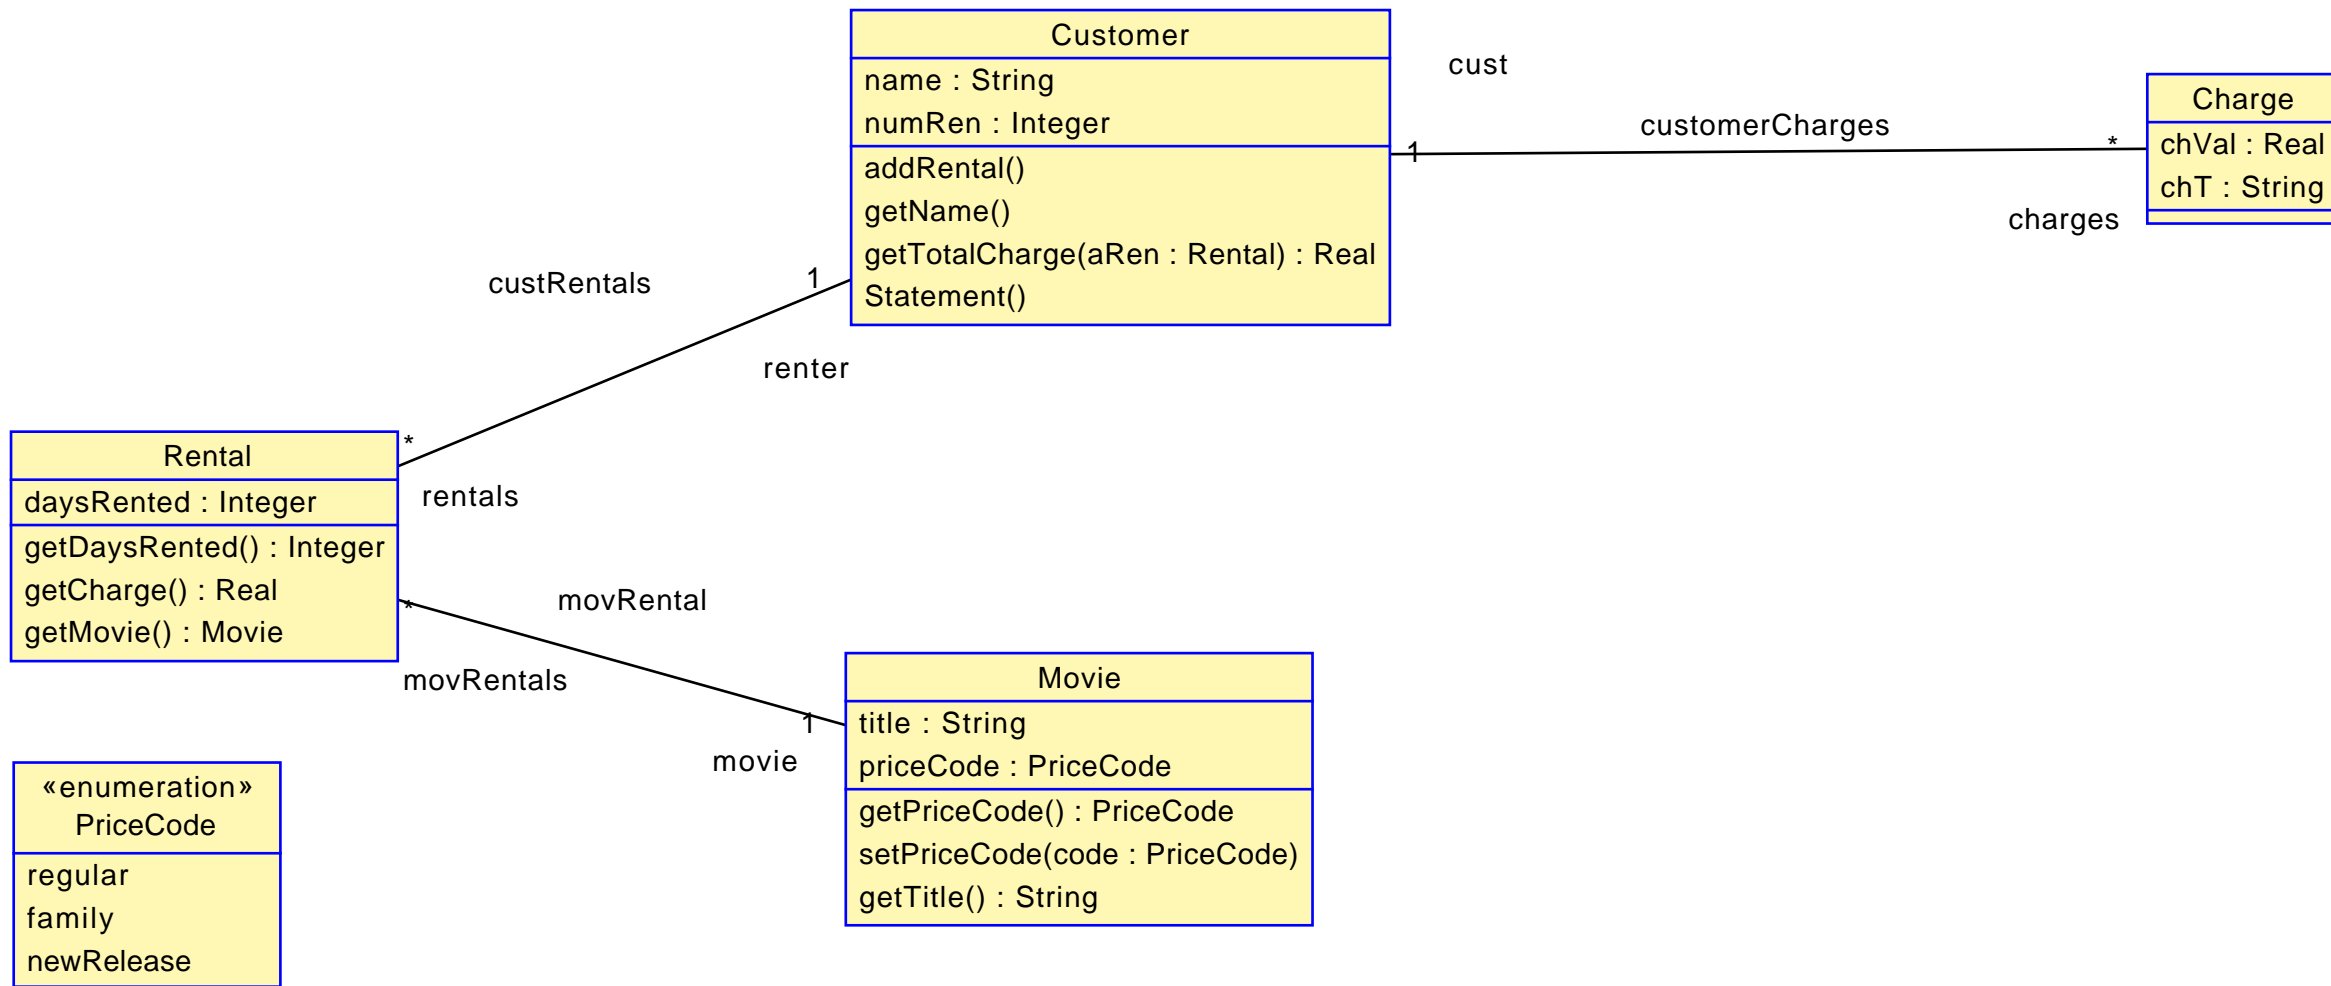 Customer
name : String
numRen : Integer
addRental()
getName()
getTotalCharge(aRen : Rental) : Real
Statement()
cust
customerCharges
1
*
charges
Charge
chVal : Real
chT : String
custRentals
1
renter
*
rentals
Rental
daysRented : Integer
getDaysRented() : Integer
getCharge() : Real
getMovie() : Movie
*
movRental
movRentals
1
movie
Movie
title : String
priceCode : PriceCode
getPriceCode() : PriceCode
setPriceCode(code : PriceCode)
getTitle() : String
«enumeration»
PriceCode
regular
family
newRelease